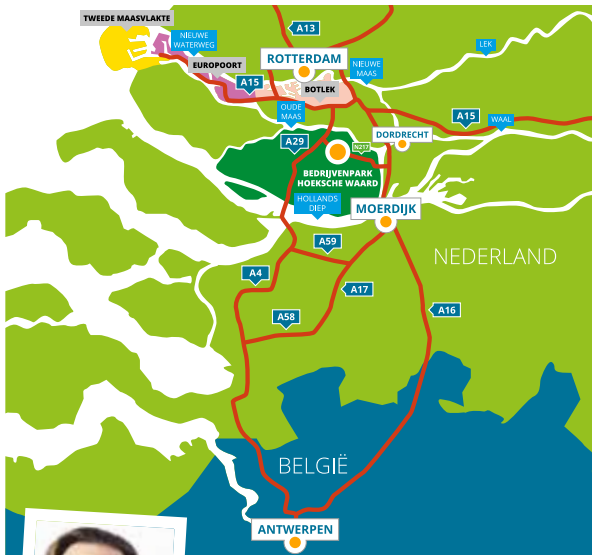 TWEEDE MAASVLAKTE
A13
NIEUWE
WATERWEG
LEK
EUROPOORT
ROTTERDAM
NIEUWE
MAAS
A15
BOTLEK
OUDE
MAAS
A15
WAAL
DORDRECHT
A29
N217
BEDRIJVENPARK
HOEKSCHE WAARD
HOLLANDS
DIEP
MOERDIJK
A59
NEDERLAND
A4
A17
A58
A16
BELGIË
ANTWERPEN